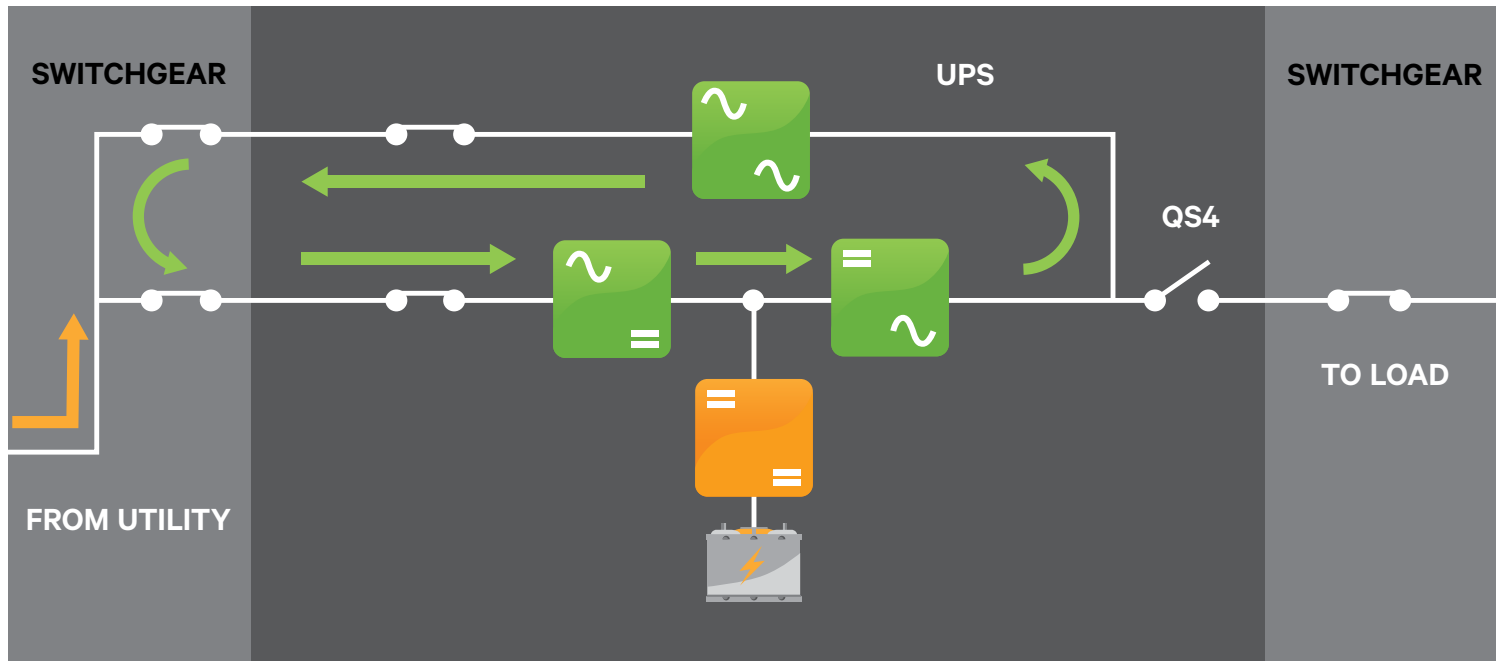 SWITCHGEAR
UPS
SWITCHGEAR
QS4
TO LOAD
FROM UTILITY